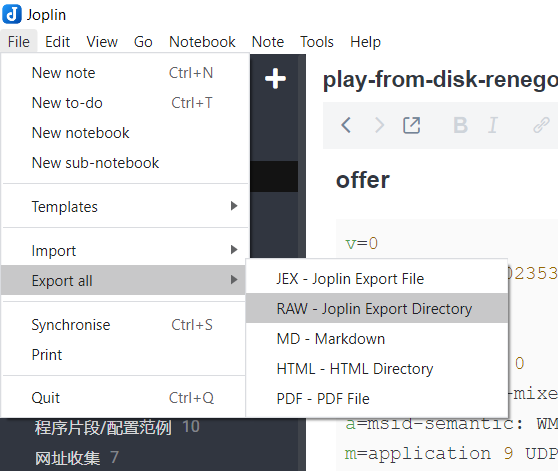 Joplin
File Edit View Go Notebook Note Tools Help
New note Ctrl+N
New to-do Ctrl+T
New notebook
New sub-notebook
Templates
Import
Export all
Synchronise Ctrl+S
Print
Quit Ctrl+Q
JEX - Joplin Export File
RAW - Joplin Export Directory
MD - Markdown
HTML - HTML Directory
PDF - PDF File
程序片段/配置范例 10
网址收集 7
play-from-disk-renego
B I
offer
v=0
02353
0
-mixe
a=msid-semantic: WM
m=application 9 UDP